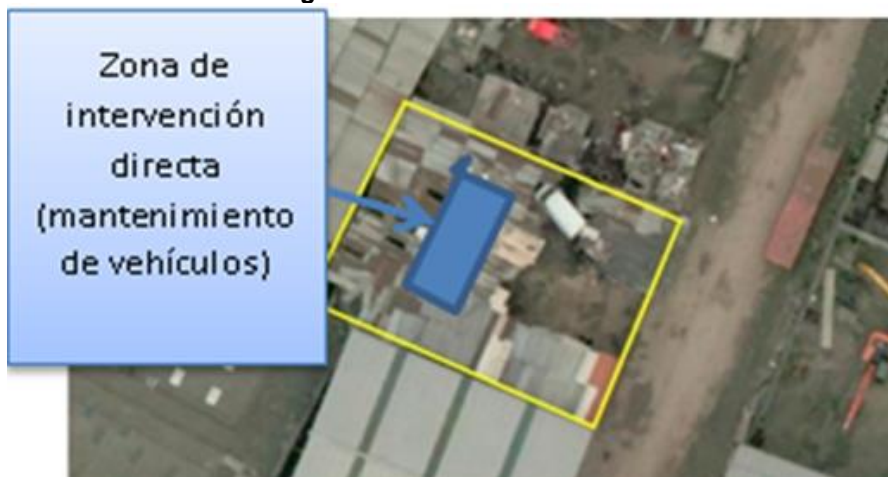 Zona de
intervención
directa
(mantenimiento
de vehículos)